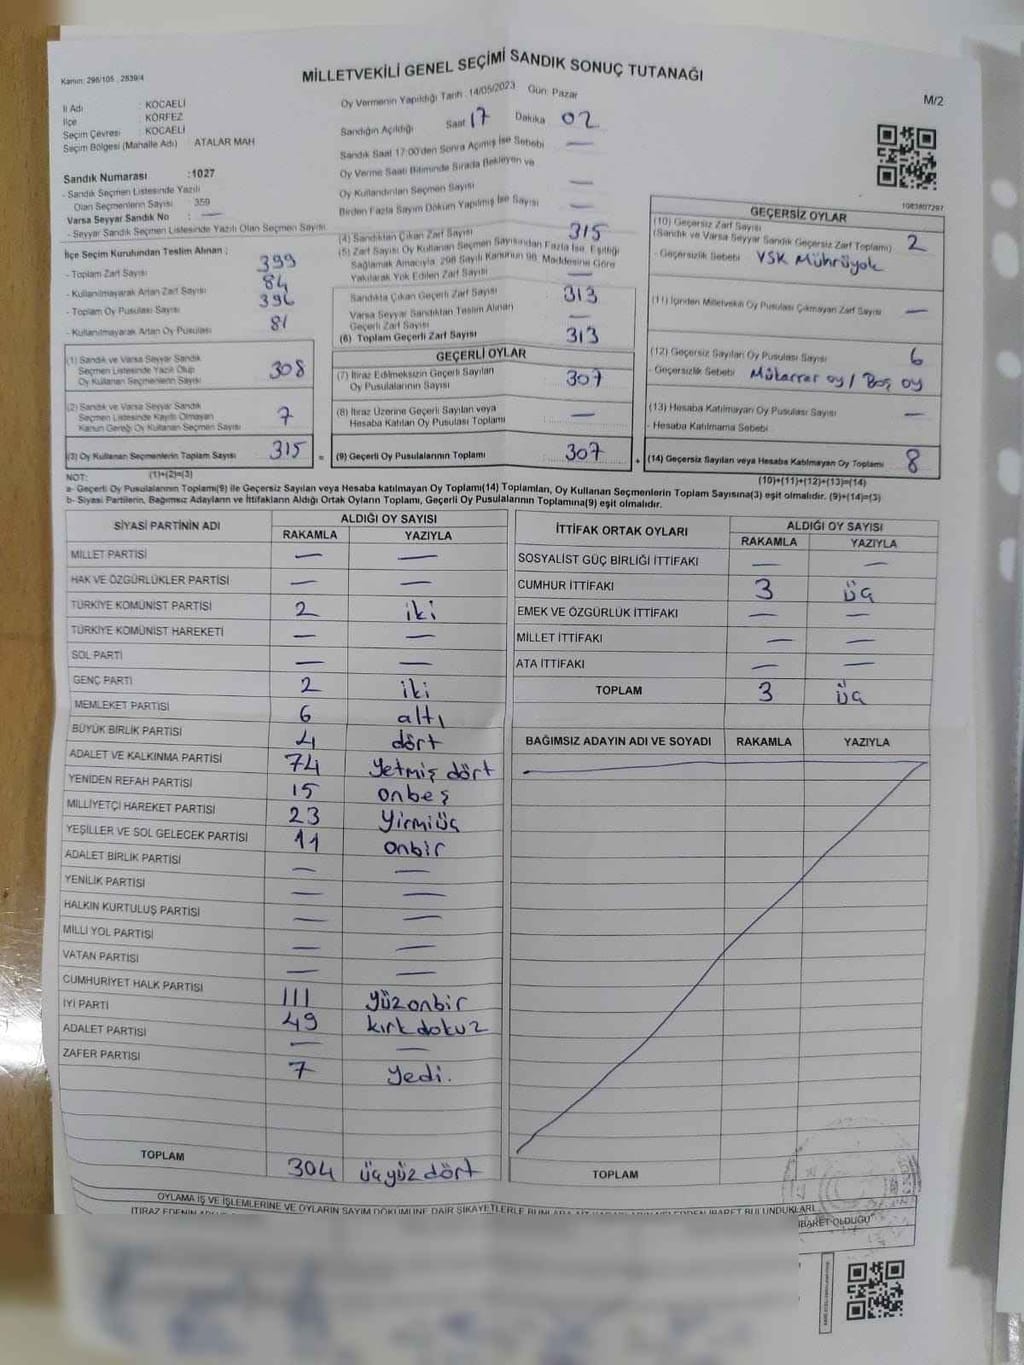 MİLLETVEKİLİ GENEL SEÇİMİ SANDIK SONUÇ TUTANAĞI
Kanun: 298/105 , 2839/4
M/2
İl Adı : KOCAELİ
İlçe : KÖRFEZ
Seçim Çevresi : KOCAELİ
Seçim Bölgesi (Mahalle Adı) : ATALAR MAH
Sandık Numarası : 1027
- Sandık Seçmen Listesinde Yazılı
Olan Seçmenlerin Sayısı : 359
Varsa Seyyar Sandık No : —
- Seyyar Sandık Seçmen Listesinde Yazılı Olan Seçmen Sayısı
İlçe Seçim Kurulundan Teslim Alınan ;
- Toplam Zarf Sayısı 399
- Kullanılmayarak Artan Zarf Sayısı 84
- Toplam Oy Pusulası Sayısı 396
- Kullanılmayarak Artan Oy Pusulası 81
(1) Sandık ve Varsa Seyyar Sandık
Seçmen Listesinde Yazılı Olup
Oy Kullanan Seçmenlerin Sayısı 308
(2) Sandık ve Varsa Seyyar Sandık
Seçmen Listesinde Kayıtlı Olmayan
Kanun Gereği Oy Kullanan Seçmen Sayısı 7
(3) Oy Kullanan Seçmenlerin Toplam Sayısı 315 =
(1)+(2)=(3)
Oy Vermenin Yapıldığı Tarih : 14/05/2023 Gün: Pazar
Sandığın Açıldığı Saat 17 Dakika 02
Sandık Saat 17:00'den Sonra Açılmış İse Sebebi —
Oy Verme Saati Bitiminde Sırada Bekleyen ve
Oy Kullandırılan Seçmen Sayısı —
Birden Fazla Sayım Döküm Yapılmış İse Sayısı —
(4) Sandıktan Çıkan Zarf Sayısı 315
(5) Zarf Sayısı Oy Kullanan Seçmen Sayısından Fazla İse, Eşitliği
Sağlamak Amacıyla, 298 Sayılı Kanunun 98. Maddesine Göre
Yakılarak Yok Edilen Zarf Sayısı —
Sandıkta Çıkan Geçerli Zarf Sayısı 313
Varsa Seyyar Sandıktan Teslim Alınan
Geçerli Zarf Sayısı —
(6) Toplam Geçerli Zarf Sayısı 313
GEÇERLİ OYLAR
(7) İtiraz Edilmeksizin Geçerli Sayılan
Oy Pusulalarının Sayısı 307
(8) İtiraz Üzerine Geçerli Sayılan veya
Hesaba Katılan Oy Pusulası Toplamı —
(9) Geçerli Oy Pusulalarının Toplamı 307 +
1083807297
GEÇERSİZ OYLAR
(10) Geçersiz Zarf Sayısı
(Sandık ve Varsa Seyyar Sandık Geçersiz Zarf Toplamı) 2
- Geçersizlik Sebebi YSK Mührü yok
(11) İçinden Milletvekili Oy Pusulası Çıkmayan Zarf Sayısı —
(12) Geçersiz Sayılan Oy Pusulası Sayısı 6
- Geçersizlik Sebebi Mükarrar oy / Boş oy
(13) Hesaba Katılmayan Oy Pusulası Sayısı —
- Hesaba Katılmama Sebebi
(14) Geçersiz Sayılan veya Hesaba Katılmayan Oy Toplamı 8
(10)+(11)+(12)+(13)=(14)
NOT:
a- Geçerli Oy Pusulalarının Toplamı(9) ile Geçersiz Sayılan veya Hesaba katılmayan Oy Toplamı(14) Toplamları, Oy Kullanan Seçmenlerin Toplam Sayısına(3) eşit olmalıdır. (9)+(14)=(3)
b- Siyasi Partilerin, Bağımsız Adayların ve İttifakların Aldığı Ortak Oyların Toplamı, Geçerli Oy Pusulalarının Toplamına(9) eşit olmalıdır.
SİYASİ PARTİNİN ADI ALDIĞI OY SAYISI
RAKAMLA YAZIYLA
MİLLET PARTİSİ — —
HAK VE ÖZGÜRLÜKLER PARTİSİ — —
TÜRKİYE KOMÜNİST PARTİSİ 2 iki
TÜRKİYE KOMÜNİST HAREKETİ — —
SOL PARTİ — —
GENÇ PARTİ 2 iki
MEMLEKET PARTİSİ 6 altı
BÜYÜK BİRLİK PARTİSİ 4 dört
ADALET VE KALKINMA PARTİSİ 74 yetmiş dört
YENİDEN REFAH PARTİSİ 15 onbeş
MİLLİYETÇİ HAREKET PARTİSİ 23 yirmiüç
YEŞİLLER VE SOL GELECEK PARTİSİ 11 onbir
ADALET BİRLİK PARTİSİ — —
YENİLİK PARTİSİ — —
HALKIN KURTULUŞ PARTİSİ — —
MİLLİ YOL PARTİSİ — —
VATAN PARTİSİ — —
CUMHURİYET HALK PARTİSİ 111 yüzonbir
İYİ PARTİ 49 kırkdokuz
ADALET PARTİSİ — —
ZAFER PARTİSİ 7 yedi.
TOPLAM 304 üçyüz dört
İTTİFAK ORTAK OYLARI ALDIĞI OY SAYISI
RAKAMLA YAZIYLA
SOSYALİST GÜÇ BİRLİĞİ İTTİFAKI — —
CUMHUR İTTİFAKI 3 üç
EMEK VE ÖZGÜRLÜK İTTİFAKI — —
MİLLET İTTİFAKI — —
ATA İTTİFAKI — —
TOPLAM 3 üç
BAĞIMSIZ ADAYIN ADI VE SOYADI RAKAMLA YAZIYLA
TOPLAM
OYLAMA İŞ VE İŞLEMLERİNE VE OYLARIN SAYIM DÖKÜMÜNE DAİR ŞİKAYETLERLE BUNLARA BULUNDUKLARI
İTİRAZ EDENİN
İBARET OLDUĞU